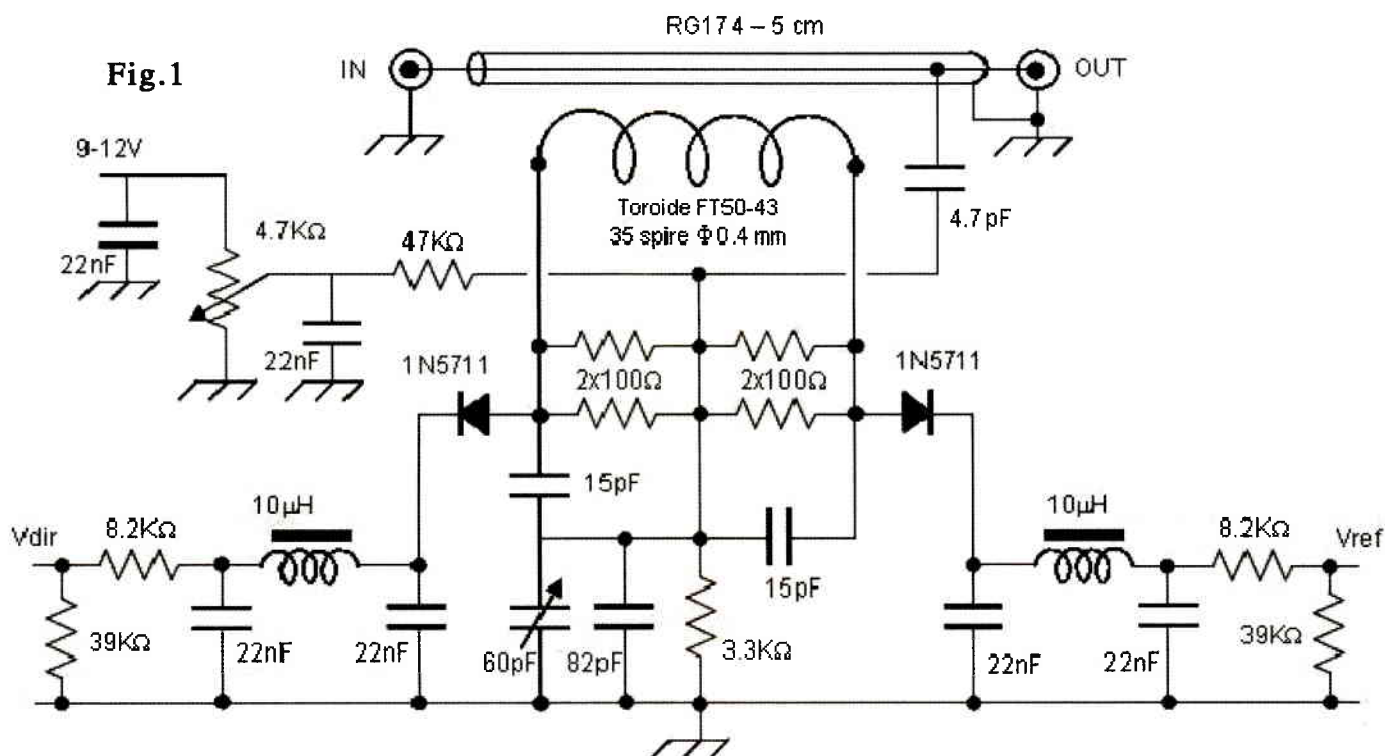 RG174 – 5 cm
Fig.1
IN
OUT
9-12V
Toroide FT50-43
35 spire Φ0.4 mm
4.7pF
4.7KΩ
47KΩ
22nF
22nF
1N5711
2x100Ω
2x100Ω
1N5711
15pF
10µH
10µH
Vdir
8.2KΩ
8.2KΩ
Vref
15pF
39KΩ
22nF
22nF
60pF
82pF
3.3KΩ
22nF
22nF
39KΩ